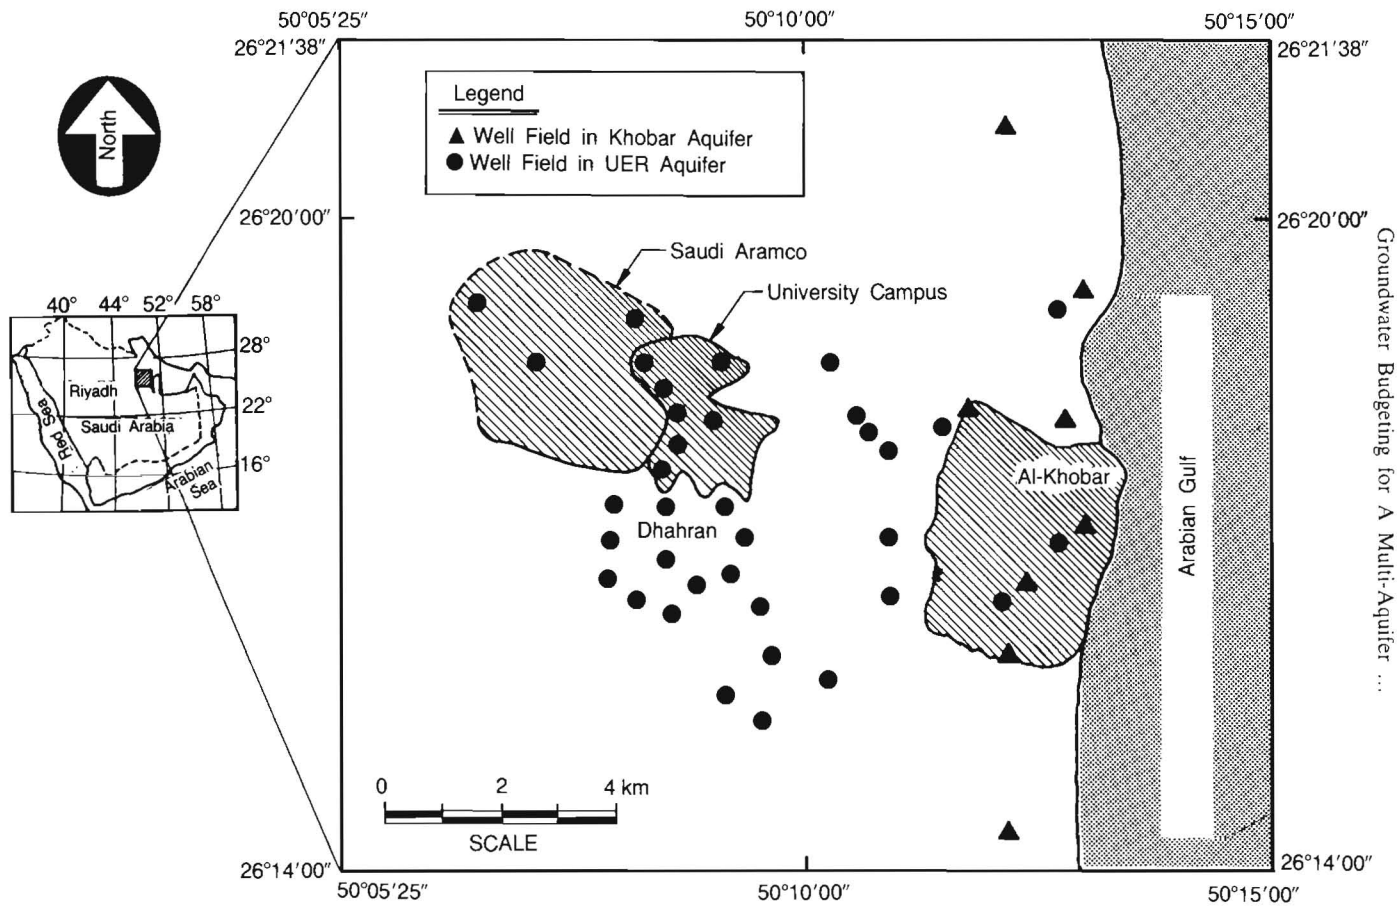 50°05'25" 50°10'00" 50°15'00"
26°21'38" 26°21'38"
Legend
Well Field in Khobar Aquifer
Well Field in UER Aquifer
North
26°20'00" 26°20'00"
Saudi Aramco
University Campus
40° 44° 52° 58°
28°
22°
16°
Riyadh
Saudi Arabia
Red Sea
Arabian
Sea
Al-Khobar
Dhahran
Arabian Gulf
0 2 4 km
SCALE
26°14'00" 26°14'00"
50°05'25" 50°10'00" 50°15'00"
Groundwater Budgeting for A Multi-Aquifer ...